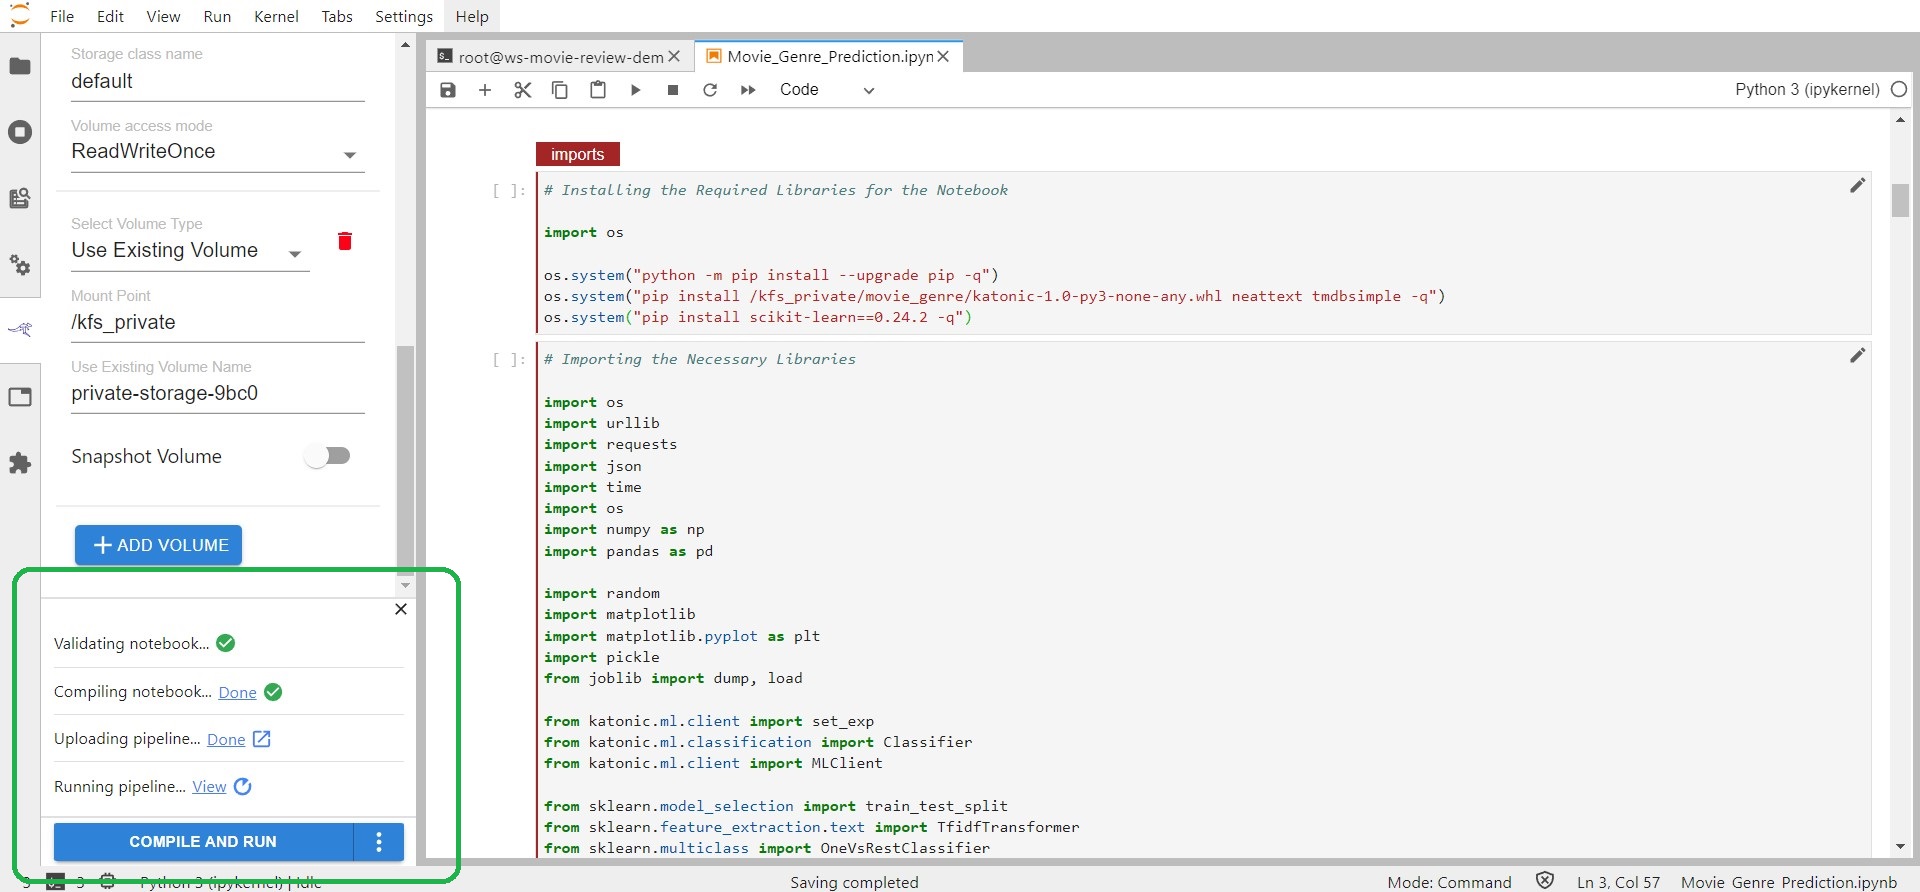 File Edit View Run Kernel Tabs Settings Help
Storage class name
default
Volume access mode
ReadWriteOnce
Select Volume Type
Use Existing Volume
Mount Point
/kfs_private
Use Existing Volume Name
private-storage-9bc0
Snapshot Volume
+ ADD VOLUME
Validating notebook...
Compiling notebook... Done
Uploading pipeline... Done
Running pipeline... View
COMPILE AND RUN
root@ws-movie-review-dem
Movie_Genre_Prediction.ipyn
Code
Python 3 (ipykernel)
imports
[ ]:
# Installing the Required Libraries for the Notebook
import os
os.system("python -m pip install --upgrade pip -q")
os.system("pip install /kfs_private/movie_genre/katonic-1.0-py3-none-any.whl neattext tmdbsimple -q")
os.system("pip install scikit-learn==0.24.2 -q")
[ ]:
# Importing the Necessary Libraries
import os
import urllib
import requests
import json
import time
import os
import numpy as np
import pandas as pd
import random
import matplotlib
import matplotlib.pyplot as plt
import pickle
from joblib import dump, load
from katonic.ml.client import set_exp
from katonic.ml.classification import Classifier
from katonic.ml.client import MLClient
from sklearn.model_selection import train_test_split
from sklearn.feature_extraction.text import TfidfTransformer
from sklearn.multiclass import OneVsRestClassifier
3 3 Python 3 (ipykernel) | Idle
Saving completed
Mode: Command
Ln 3, Col 57
Movie_Genre_Prediction.ipynb